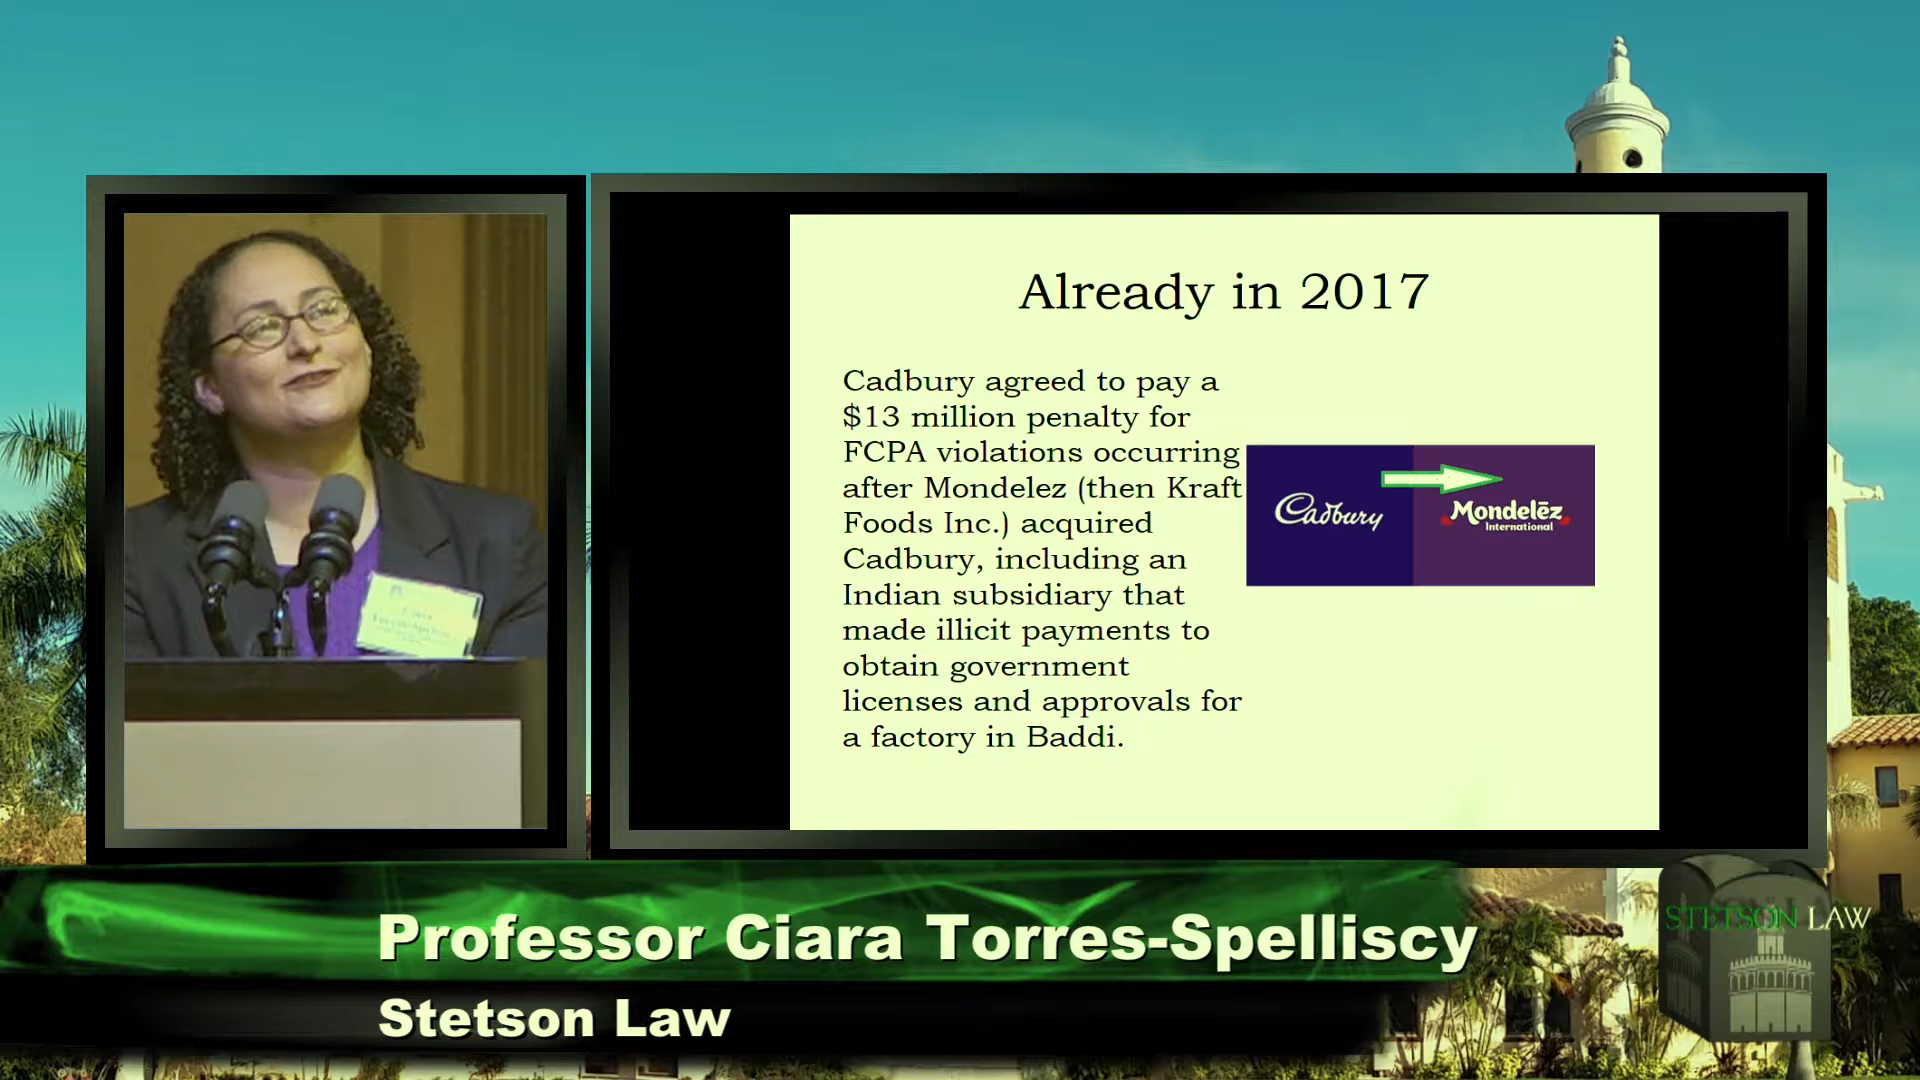 Already in 2017
Cadbury agreed to pay a
$13 million penalty for
FCPA violations occurring
after Mondelez (then Kraft
Foods Inc.) acquired
Cadbury, including an
Indian subsidiary that
made illicit payments to
obtain government
licenses and approvals for
a factory in Baddi.
Cadbury
Mondelēz
International
Professor Ciara Torres-Spelliscy
Stetson Law
STETSON LAW